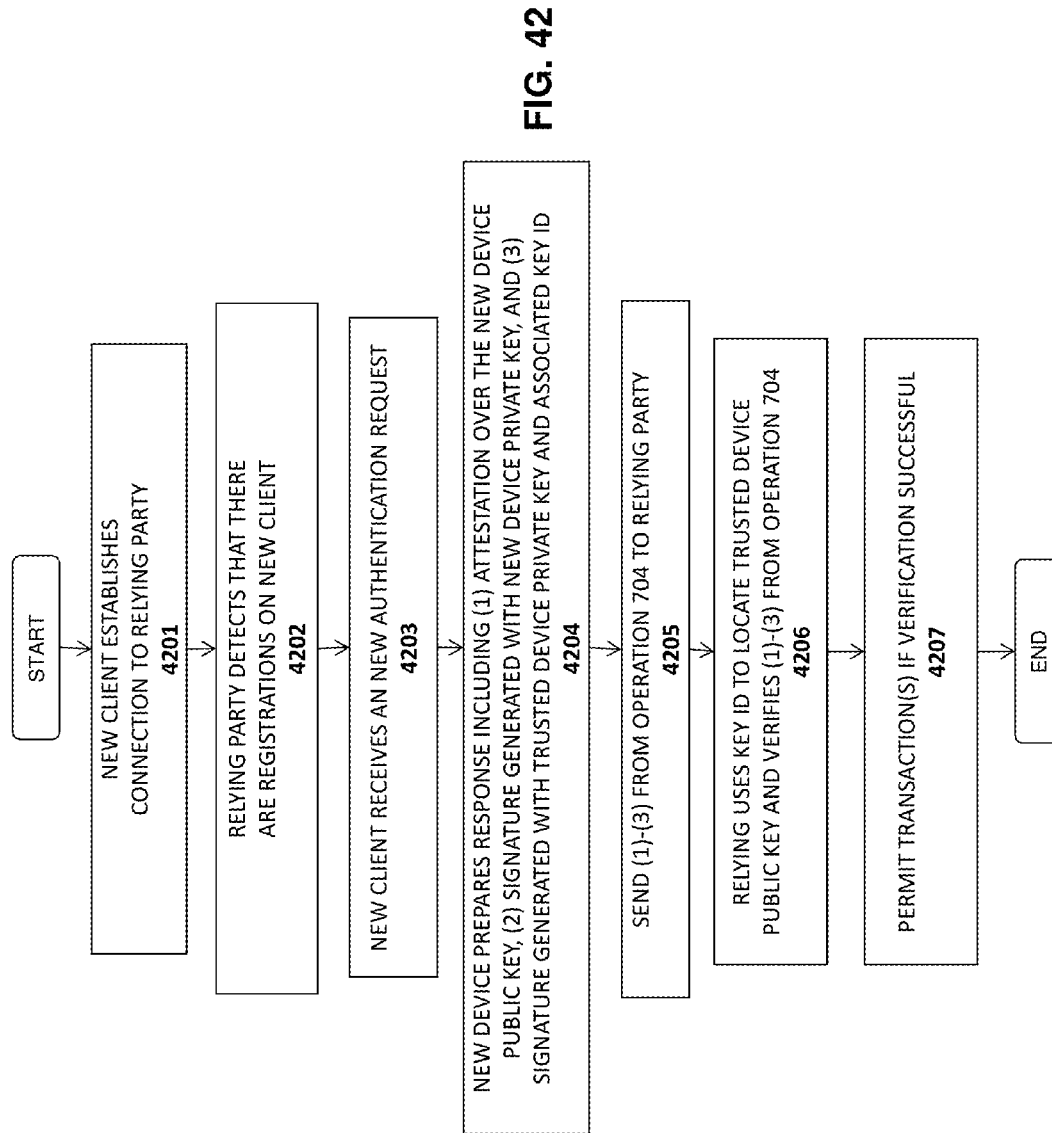 START
NEW CLIENT ESTABLISHES
CONNECTION TO RELYING PARTY
4201
RELYING PARTY DETECTS THAT THERE
ARE REGISTRATIONS ON NEW CLIENT
4202
NEW CLIENT RECEIVES AN NEW AUTHENTICATION REQUEST
4203
NEW DEVICE PREPARES RESPONSE INCLUDING (1) ATTESTATION OVER THE NEW DEVICE
PUBLIC KEY, (2) SIGNATURE GENERATED WITH NEW DEVICE PRIVATE KEY, AND (3)
SIGNATURE GENERATED WITH TRUSTED DEVICE PRIVATE KEY AND ASSOCIATED KEY ID
4204
SEND (1)-(3) FROM OPERATION 704 TO RELYING PARTY
4205
RELYING USES KEY ID TO LOCATE TRUSTED DEVICE
PUBLIC KEY AND VERIFIES (1)-(3) FROM OPERATION 704
4206
PERMIT TRANSACTION(S) IF VERIFICATION SUCCESSFUL
4207
END
FIG. 42